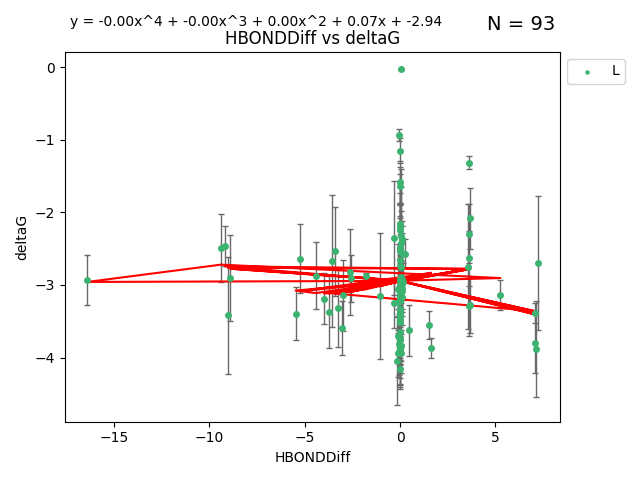 y = -0.00x^4 + -0.00x^3 + 0.00x^2 + 0.07x + -2.94
N = 93
HBONDDiff vs deltaG
L
0
−1
−2
−3
−4
deltaG
−15 −10 −5 0 5
HBONDDiff